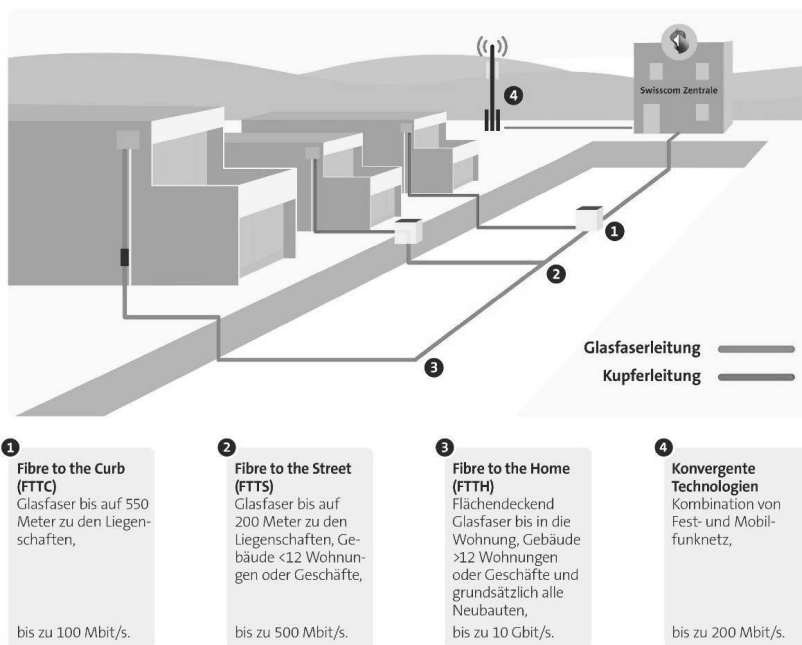 Swisscom Zentrale
4
1
2
3
Glasfaserleitung
Kupferleitung
1
Fibre to the Curb
(FTTC)
Glasfaser bis auf 550
Meter zu den Liegen-
schaften,
bis zu 100 Mbit/s.
2
Fibre to the Street
(FTTS)
Glasfaser bis auf
200 Meter zu den
Liegenschaften, Ge-
bäude <12 Wohnun-
gen oder Geschäfte,
bis zu 500 Mbit/s.
3
Fibre to the Home
(FTTH)
Flächendeckend
Glasfaser bis in die
Wohnung, Gebäude
>12 Wohnungen
oder Geschäfte und
grundsätzlich alle
Neubauten,
bis zu 10 Gbit/s.
4
Konvergente
Technologien
Kombination von
Fest- und Mobil-
funknetz,
bis zu 200 Mbit/s.